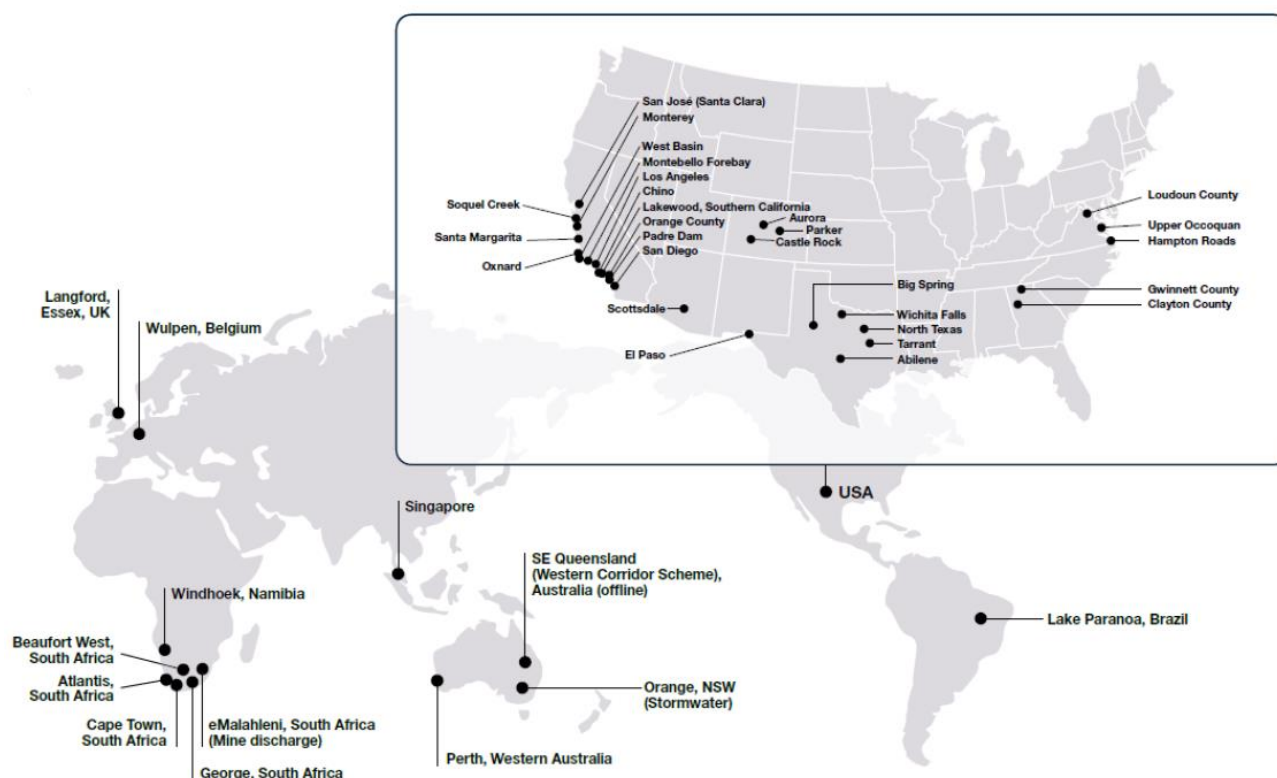 San José (Santa Clara)
Monterey
West Basin
Montebello Forebay
Los Angeles
Chino
Lakewood, Southern California
Orange County
Padre Dam
San Diego
Soquel Creek
Santa Margarita
Oxnard
Scottsdale
El Paso
Aurora
Parker
Castle Rock
Big Spring
Wichita Falls
North Texas
Tarrant
Abilene
Loudoun County
Upper Occoquan
Hampton Roads
Gwinnett County
Clayton County
Langford,
Essex, UK
Wulpen, Belgium
USA
Singapore
SE Queensland
(Western Corridor Scheme),
Australia (offline)
Windhoek, Namibia
Lake Paranoa, Brazil
Beaufort West,
South Africa
Atlantis,
South Africa
Cape Town,
South Africa
eMalahleni, South Africa
(Mine discharge)
George, South Africa
Orange, NSW
(Stormwater)
Perth, Western Australia